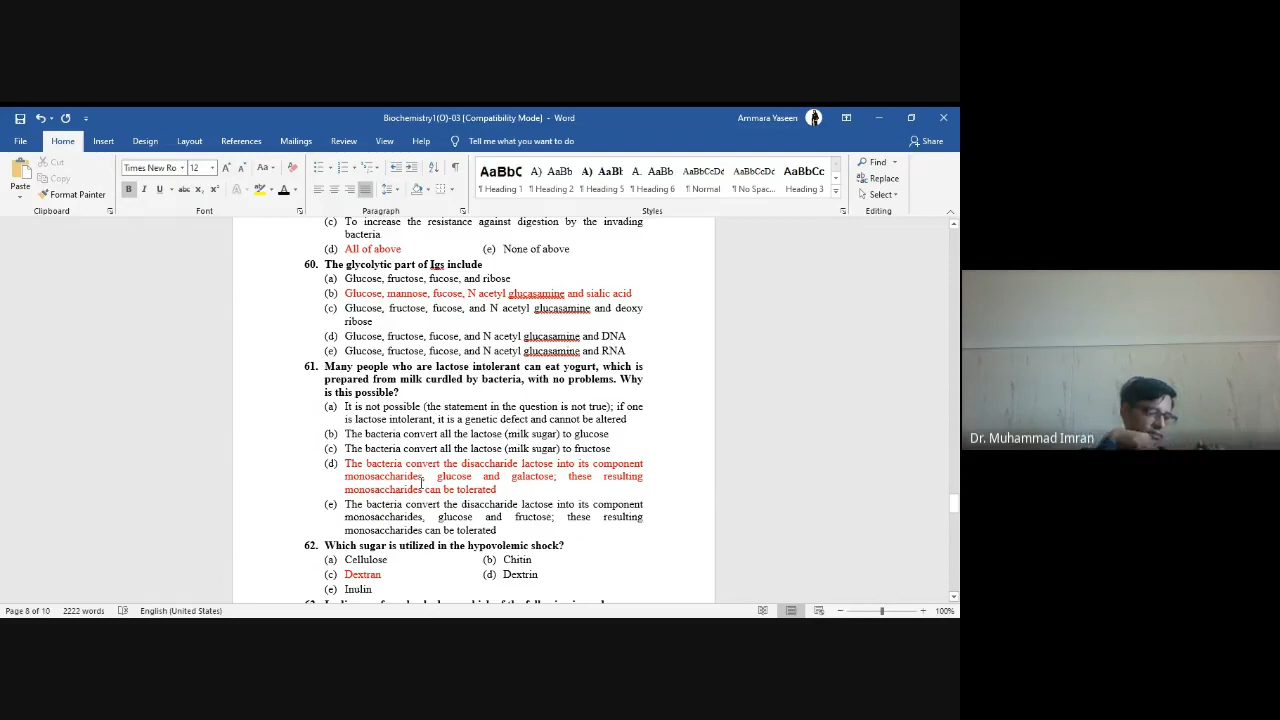 Biochemistry1(O)-03 [Compatibility Mode] - Word
Ammara Yaseen
File Home Insert Design Layout References Mailings Review View Help Tell me what you want to do Share
Paste
Cut
Copy
Format Painter
Times New Ro 12
AaBbC A) AaBb A) AaBb A. AaBb AaBbCcDd AaBbCcDc AaBbCc
¶ Heading 1 ¶ Heading 2 ¶ Heading 5 ¶ Heading 6 ¶ Normal ¶ No Spac... Heading 3
Find
Replace
Select
Clipboard Font Paragraph Styles Editing
(c) To increase the resistance against digestion by the invading
bacteria
(d) All of above (e) None of above
60. The glycolytic part of Igs include
(a) Glucose, fructose, fucose, and ribose
(b) Glucose, mannose, fucose, N acetyl glucasamine and sialic acid
(c) Glucose, fructose, fucose, and N acetyl glucasamine and deoxy
ribose
(d) Glucose, fructose, fucose, and N acetyl glucasamine and DNA
(e) Glucose, fructose, fucose, and N acetyl glucasamine and RNA
61. Many people who are lactose intolerant can eat yogurt, which is
prepared from milk curdled by bacteria, with no problems. Why
is this possible?
(a) It is not possible (the statement in the question is not true); if one
is lactose intolerant, it is a genetic defect and cannot be altered
(b) The bacteria convert all the lactose (milk sugar) to glucose
(c) The bacteria convert all the lactose (milk sugar) to fructose
(d) The bacteria convert the disaccharide lactose into its component
monosaccharides, glucose and galactose; these resulting
monosaccharides can be tolerated
(e) The bacteria convert the disaccharide lactose into its component
monosaccharides, glucose and fructose; these resulting
monosaccharides can be tolerated
62. Which sugar is utilized in the hypovolemic shock?
(a) Cellulose (b) Chitin
(c) Dextran (d) Dextrin
(e) Inulin
Page 8 of 10 2222 words English (United States) 100%
Dr. Muhammad Imran